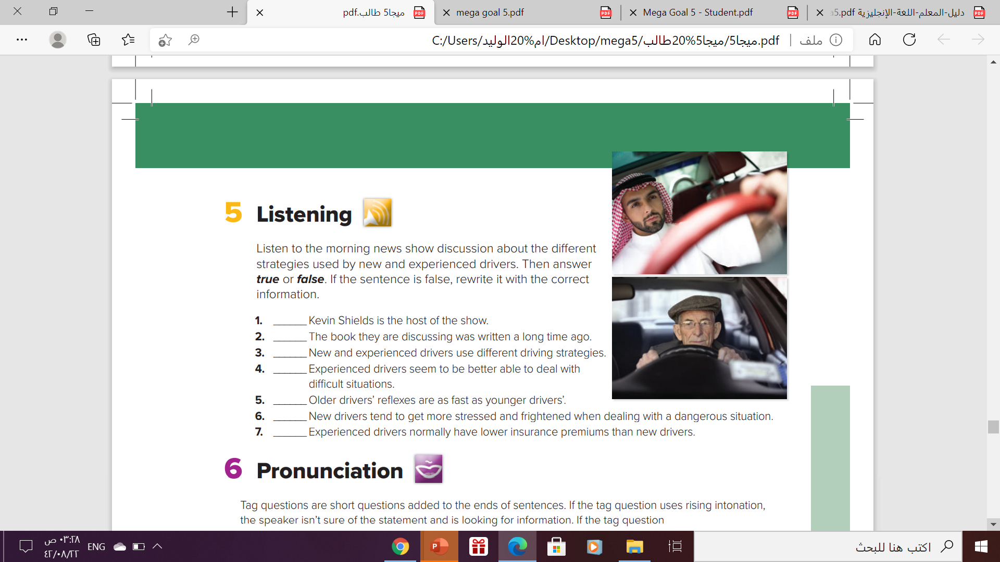 ميجا5 طالب.pdf
mega goal 5.pdf
Mega Goal 5 - Student.pdf
دليل-المعلم-اللغة-الإنجليزية a5.pdf
C:/Users/ام%20الوليد/Desktop/mega5/ميجا5/ميجا5%20طالب.pdf
ملف
5 Listening
Listen to the morning news show discussion about the different
strategies used by new and experienced drivers. Then answer
true or false. If the sentence is false, rewrite it with the correct
information.
1. ______ Kevin Shields is the host of the show.
2. ______ The book they are discussing was written a long time ago.
3. ______ New and experienced drivers use different driving strategies.
4. ______ Experienced drivers seem to be better able to deal with
difficult situations.
5. ______ Older drivers’ reflexes are as fast as younger drivers’.
6. ______ New drivers tend to get more stressed and frightened when dealing with a dangerous situation.
7. ______ Experienced drivers normally have lower insurance premiums than new drivers.
6 Pronunciation
Tag questions are short questions added to the ends of sentences. If the tag question uses rising intonation,
the speaker isn’t sure of the statement and is looking for information. If the tag question
٠٣:٢٨ ص
٤٢/٠٨/٢٢
ENG
اكتب هنا للبحث